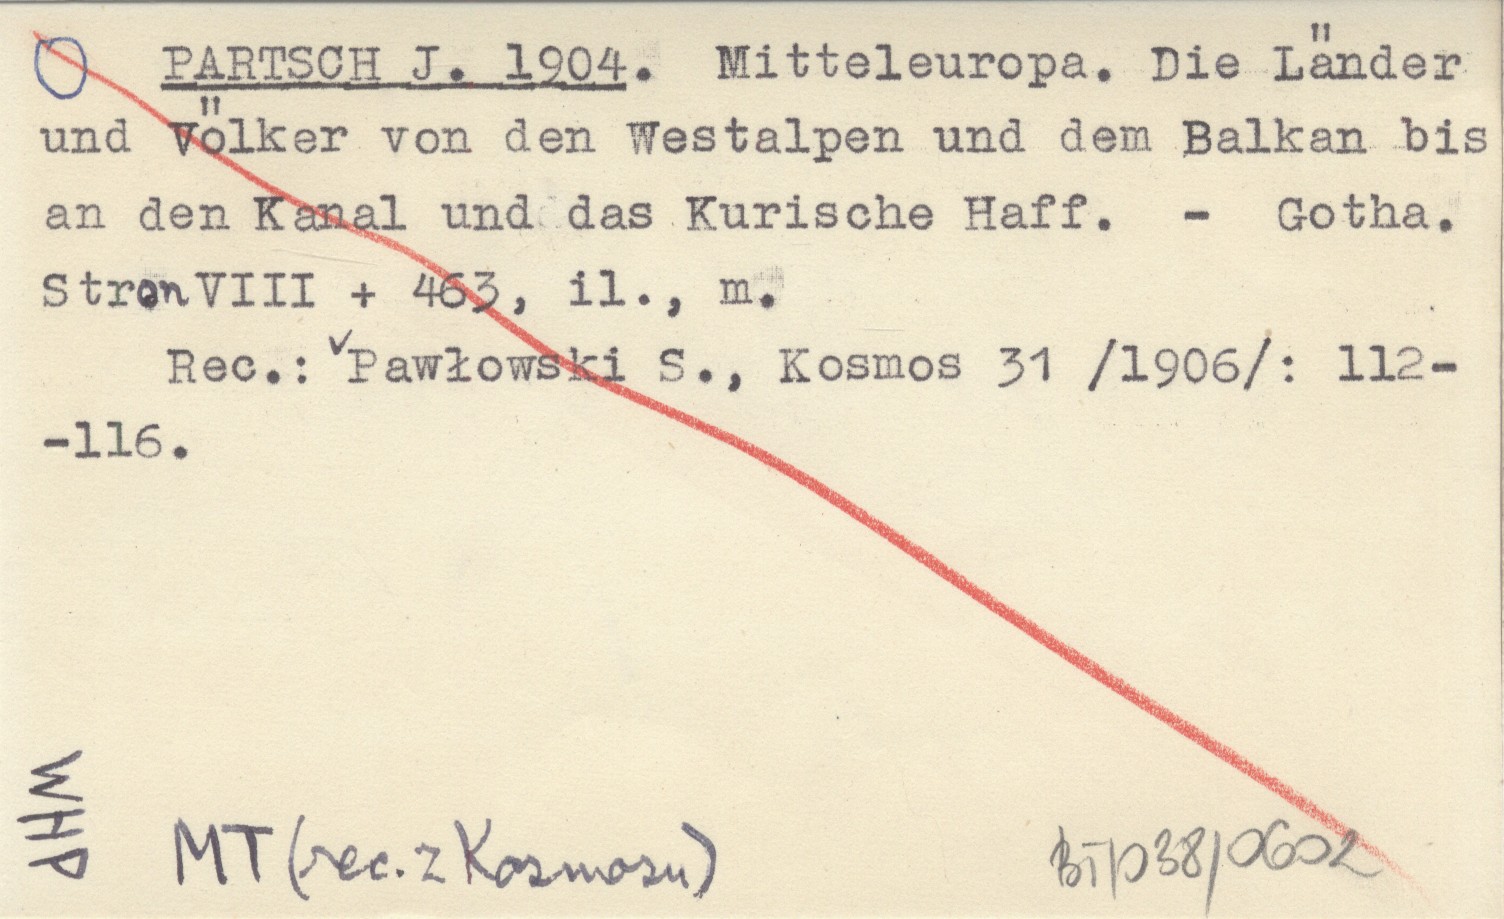 PARTSCH J. 1904. Mitteleuropa. Die Länder
und Völker von den Westalpen und dem Balkan bis
an den Kanal und das Kurische Haff. - Gotha.
Stron VIII + 463, il., m.
Rec.: Pawłowski S., Kosmos 31 /1906/: 112-
-116.
WHP
MT (rec. z Kosmosu)
BT/038/0602